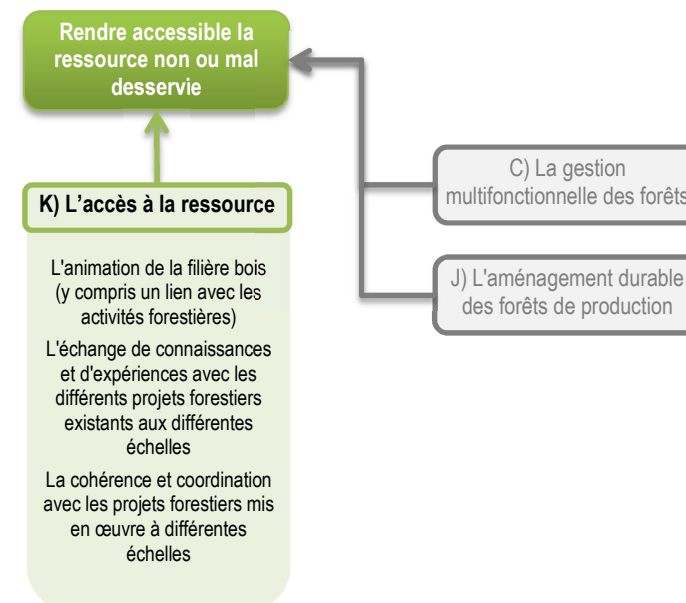 Rendre accessible la
ressource non ou mal
desservie
C) La gestion
multifonctionnelle des forêts
K) L'accès à la ressource
J) L'aménagement durable
des forêts de production
L'animation de la filière bois
(y compris un lien avec les
activités forestières)
L'échange de connaissances
et d'expériences avec les
différents projets forestiers
existants aux différentes
échelles
La cohérence et coordination
avec les projets forestiers mis
en œuvre à différentes
échelles